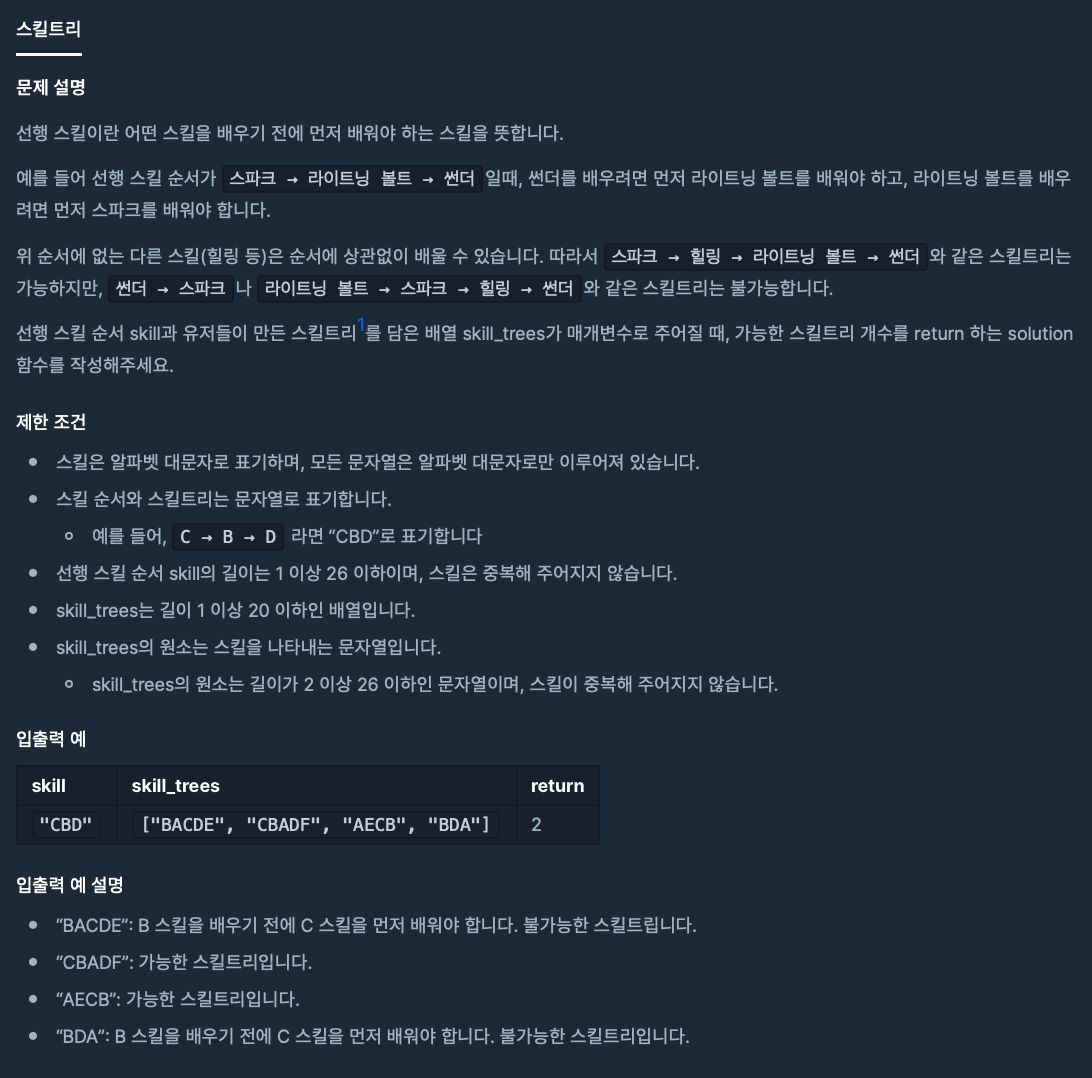 스킬트리
문제 설명
선행 스킬이란 어떤 스킬을 배우기 전에 먼저 배워야 하는 스킬을 뜻합니다.
예를 들어 선행 스킬 순서가 스파크 → 라이트닝 볼트 → 썬더 일때, 썬더를 배우려면 먼저 라이트닝 볼트를 배워야 하고, 라이트닝 볼트를 배우
려면 먼저 스파크를 배워야 합니다.
위 순서에 없는 다른 스킬(힐링 등)은 순서에 상관없이 배울 수 있습니다. 따라서 스파크 → 힐링 → 라이트닝 볼트 → 썬더 와 같은 스킬트리는
가능하지만, 썬더 → 스파크 나 라이트닝 볼트 → 스파크 → 힐링 → 썬더 와 같은 스킬트리는 불가능합니다.
선행 스킬 순서 skill과 유저들이 만든 스킬트리1를 담은 배열 skill_trees가 매개변수로 주어질 때, 가능한 스킬트리 개수를 return 하는 solution
함수를 작성해주세요.
제한 조건
• 스킬은 알파벳 대문자로 표기하며, 모든 문자열은 알파벳 대문자로만 이루어져 있습니다.
• 스킬 순서와 스킬트리는 문자열로 표기합니다.
◦ 예를 들어, C → B → D 라면 “CBD”로 표기합니다
• 선행 스킬 순서 skill의 길이는 1 이상 26 이하이며, 스킬은 중복해 주어지지 않습니다.
• skill_trees는 길이 1 이상 20 이하인 배열입니다.
• skill_trees의 원소는 스킬을 나타내는 문자열입니다.
◦ skill_trees의 원소는 길이가 2 이상 26 이하인 문자열이며, 스킬이 중복해 주어지지 않습니다.
입출력 예
skill skill_trees return
"CBD" ["BACDE", "CBADF", "AECB", "BDA"] 2
입출력 예 설명
• “BACDE”: B 스킬을 배우기 전에 C 스킬을 먼저 배워야 합니다. 불가능한 스킬트립니다.
• “CBADF”: 가능한 스킬트리입니다.
• “AECB”: 가능한 스킬트리입니다.
• “BDA”: B 스킬을 배우기 전에 C 스킬을 먼저 배워야 합니다. 불가능한 스킬트리입니다.